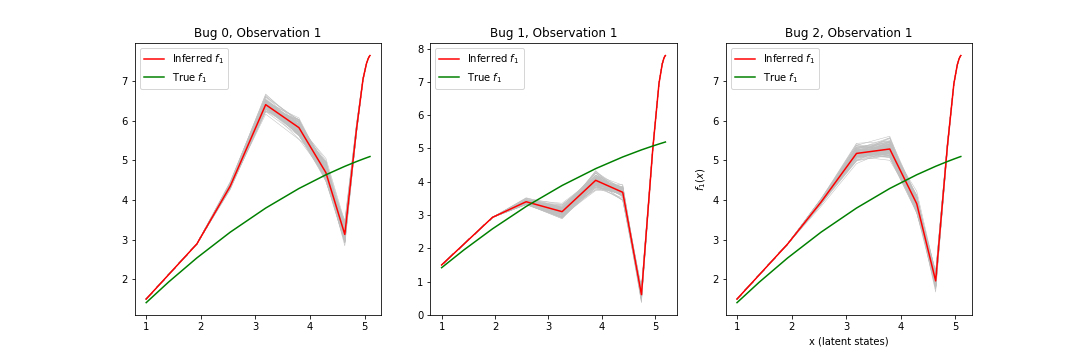 Bug 0, Observation 1
Inferred f₁
True f₁
7
6
5
4
3
2
1 2 3 4 5
Bug 1, Observation 1
Inferred f₁
True f₁
8
7
6
5
4
3
2
1
0
1 2 3 4 5
Bug 2, Observation 1
Inferred f₁
True f₁
f₁(x)
7
6
5
4
3
2
1 2 3 4 5
x (latent states)